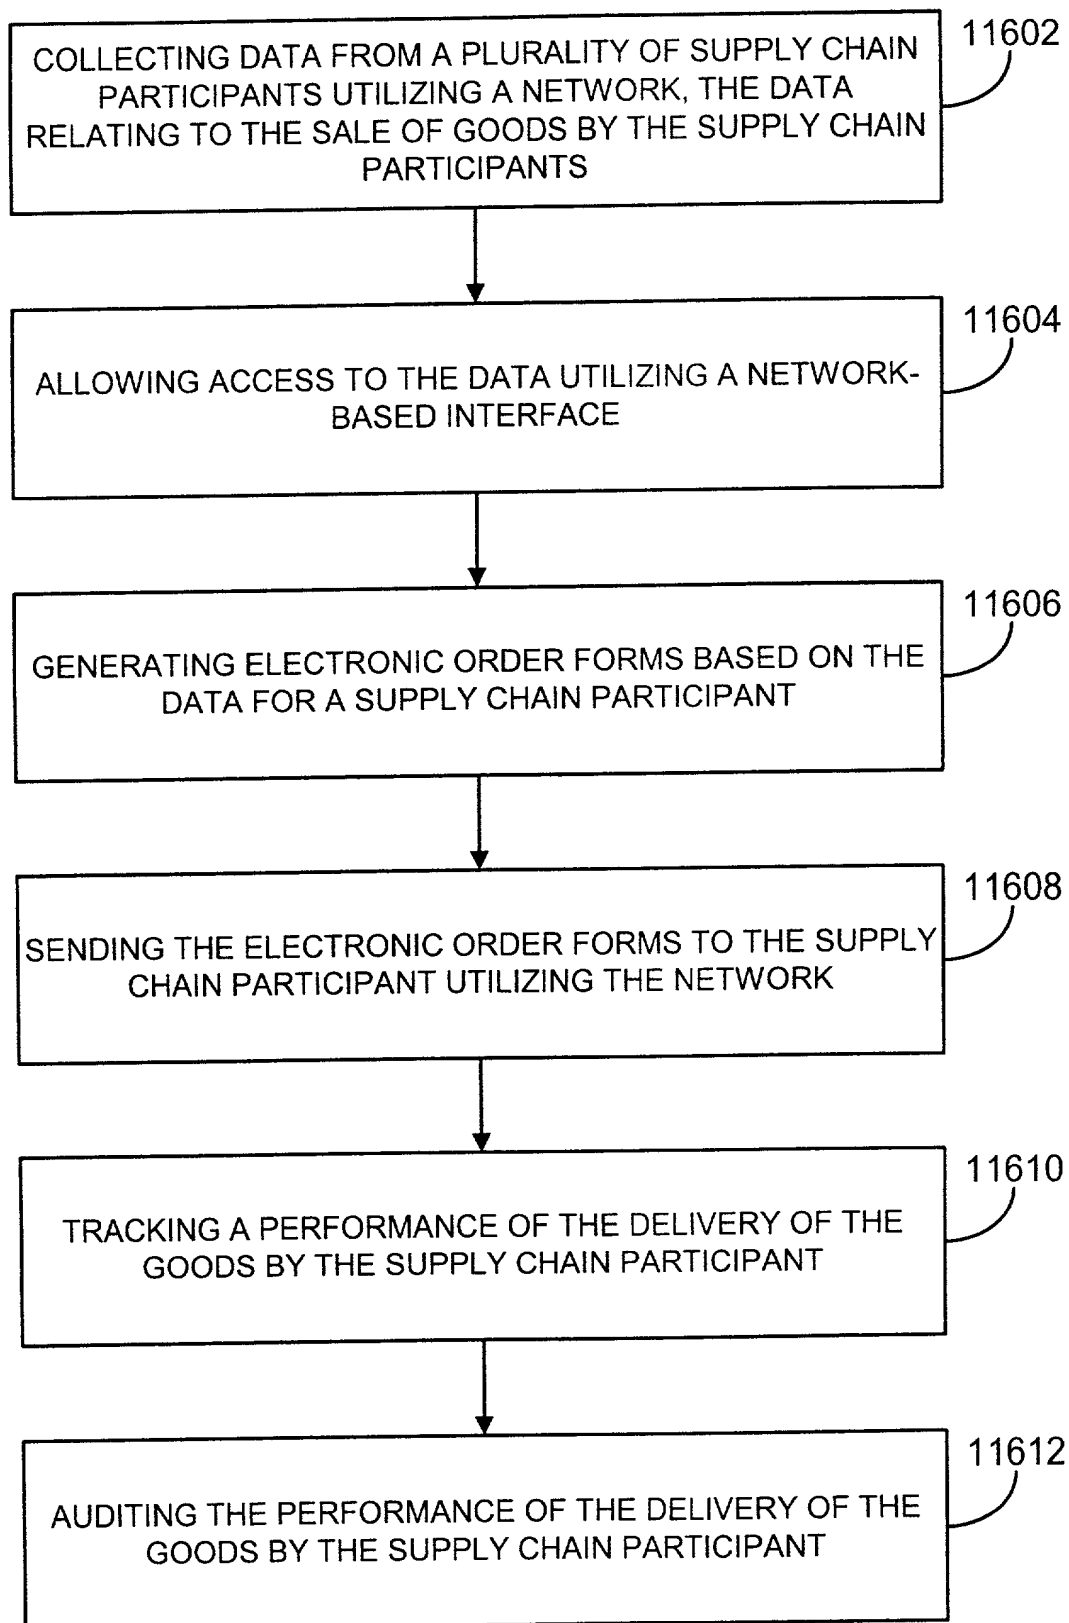 11602
COLLECTING DATA FROM A PLURALITY OF SUPPLY CHAIN
PARTICIPANTS UTILIZING A NETWORK, THE DATA
RELATING TO THE SALE OF GOODS BY THE SUPPLY CHAIN
PARTICIPANTS
11604
ALLOWING ACCESS TO THE DATA UTILIZING A NETWORK-
BASED INTERFACE
11606
GENERATING ELECTRONIC ORDER FORMS BASED ON THE
DATA FOR A SUPPLY CHAIN PARTICIPANT
11608
SENDING THE ELECTRONIC ORDER FORMS TO THE SUPPLY
CHAIN PARTICIPANT UTILIZING THE NETWORK
11610
TRACKING A PERFORMANCE OF THE DELIVERY OF THE
GOODS BY THE SUPPLY CHAIN PARTICIPANT
11612
AUDITING THE PERFORMANCE OF THE DELIVERY OF THE
GOODS BY THE SUPPLY CHAIN PARTICIPANT